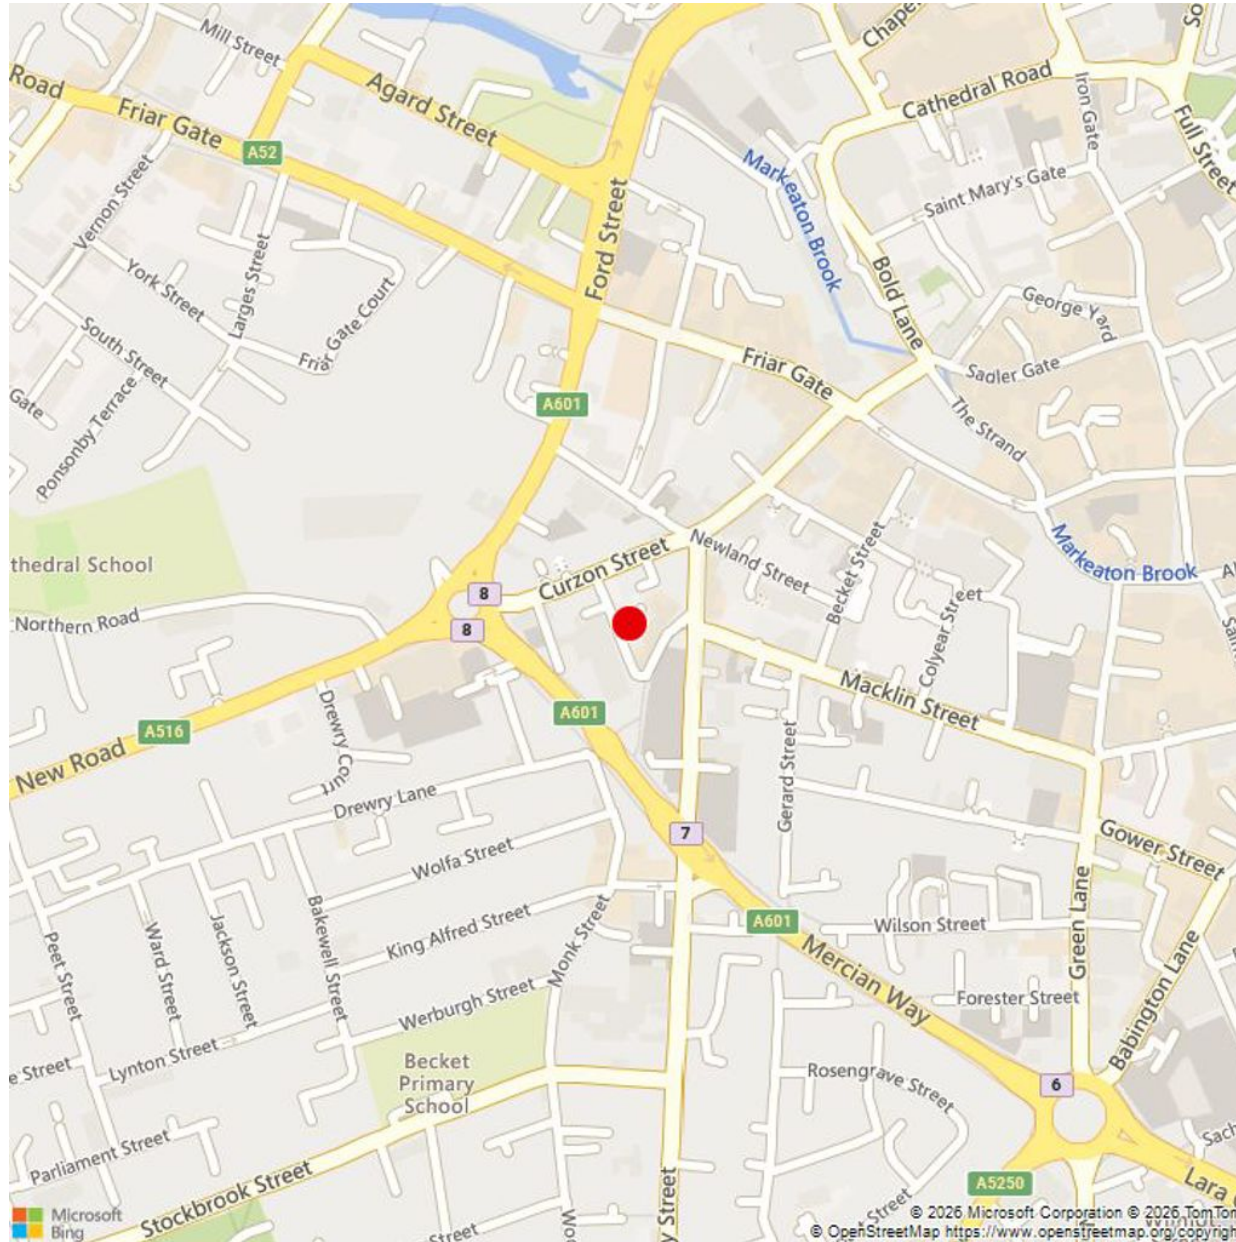 Mill Street
Chape
So
Road
Agard Street
Cathedral Road
Iron Gate
Friar Gate
A52
Full Street
Vernon Street
Markeaton Brook
Saint Mary's Gate
Ford Street
York Street
Larges Street
Friar Gate Court
Bold Lane
George Yard
South Street
Friar Gate
Sadler Gate
Gate
Ponsonby Terrace
A601
The Strand
Newland Street
Becket Street
Markeaton Brook
thedral School
Curzon Street
8
8
Colyear Street
Northern Road
Macklin Street
A601
A516
New Road
Drewry Court
Gerard Street
Drewry Lane
7
Gower Street
Wolfa Street
Bakewell Street
King Alfred Street
Monk Street
A601
Wilson Street
Green Lane
Peet Street
Ward Street
Jackson Street
Mercian Way
Babington Lane
Werburgh Street
Forester Street
Lynton Street
e Street
Becket
Primary
School
Rosengrave Street
6
Parliament Street
Stockbrook Street
y Street
A5250
Street
Sach
Lara
Microsoft
Bing
© 2026 Microsoft Corporation © 2026 TomTom
© OpenStreetMap https://www.openstreetmap.org/copyright